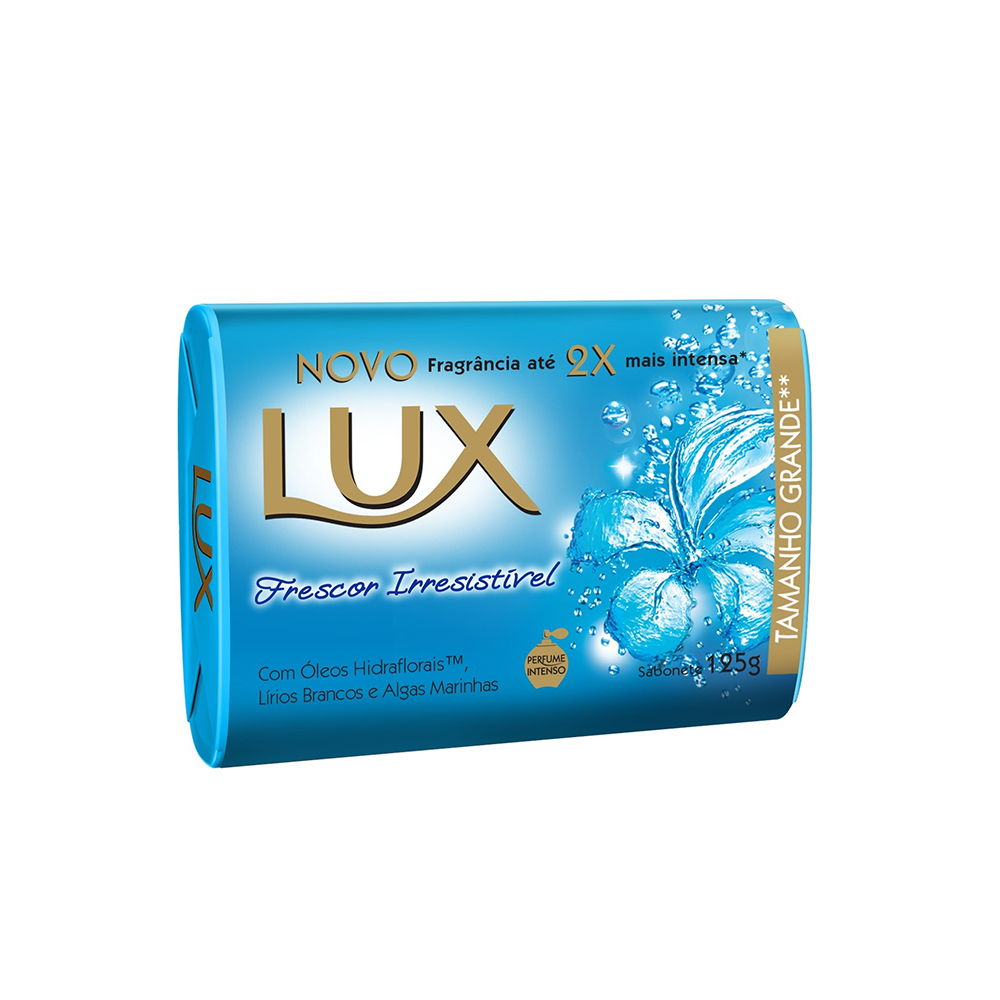 NOVO Fragrância até 2X mais intensa*
LUX
LUX
Frescor Irresistível
Com Óleos Hidraflorais™,
Lírios Brancos e Algas Marinhas
PERFUME
INTENSO
Sabonete 125g
TAMANHO GRANDE**